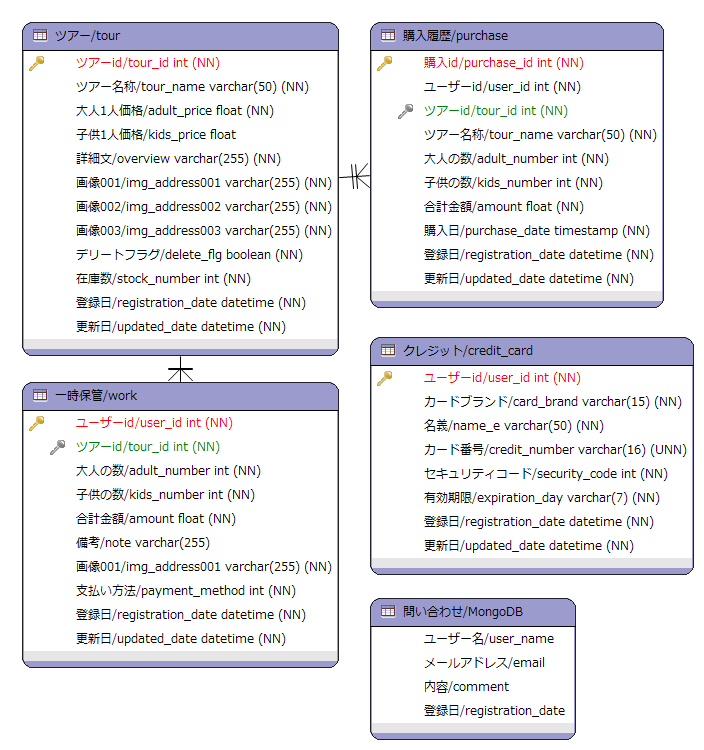 ツアー/tour
ツアーid/tour_id int (NN)
ツアー名称/tour_name varchar(50) (NN)
大人1人価格/adult_price float (NN)
子供1人価格/kids_price float
詳細文/overview varchar(255) (NN)
画像001/img_address001 varchar(255) (NN)
画像002/img_address002 varchar(255) (NN)
画像003/img_address003 varchar(255) (NN)
デリートフラグ/delete_flg boolean (NN)
在庫数/stock_number int (NN)
登録日/registration_date datetime (NN)
更新日/updated_date datetime (NN)
購入履歴/purchase
購入id/purchase_id int (NN)
ユーザーid/user_id int (NN)
ツアーid/tour_id int (NN)
ツアー名称/tour_name varchar(50) (NN)
大人の数/adult_number int (NN)
子供の数/kids_number int (NN)
合計金額/amount float (NN)
購入日/purchase_date timestamp (NN)
登録日/registration_date datetime (NN)
更新日/updated_date datetime (NN)
一時保管/work
ユーザーid/user_id int (NN)
ツアーid/tour_id int (NN)
大人の数/adult_number int (NN)
子供の数/kids_number int (NN)
合計金額/amount float (NN)
備考/note varchar(255)
画像001/img_address001 varchar(255) (NN)
支払い方法/payment_method int (NN)
登録日/registration_date datetime (NN)
更新日/updated_date datetime (NN)
クレジット/credit_card
ユーザーid/user_id int (NN)
カードブランド/card_brand varchar(15) (NN)
名義/name_e varchar(50) (NN)
カード番号/credit_number varchar(16) (UNN)
セキュリティコード/security_code int (NN)
有効期限/expiration_day varchar(7) (NN)
登録日/registration_date datetime (NN)
更新日/updated_date datetime (NN)
問い合わせ/MongoDB
ユーザー名/user_name
メールアドレス/email
内容/comment
登録日/registration_date